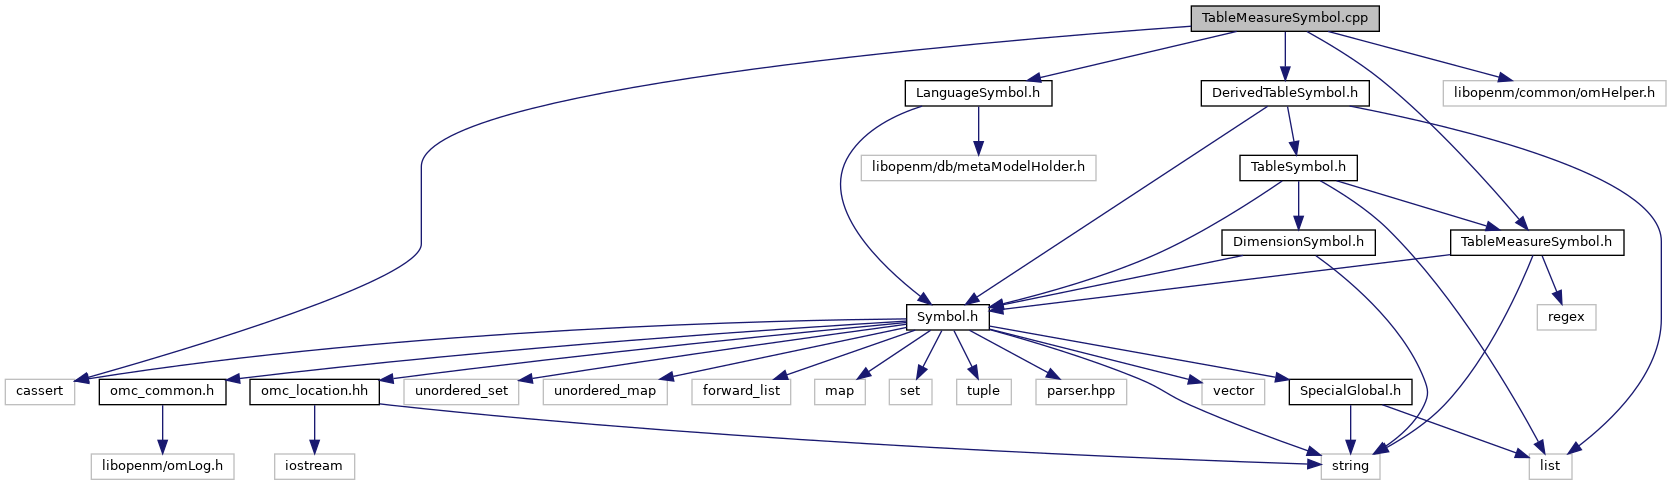 TableMeasureSymbol.cpp
LanguageSymbol.h
DerivedTableSymbol.h
libopenm/common/omHelper.h
libopenm/db/metaModelHolder.h
TableSymbol.h
DimensionSymbol.h
TableMeasureSymbol.h
Symbol.h
regex
cassert
omc_common.h
omc_location.hh
unordered_set
unordered_map
forward_list
map
set
tuple
parser.hpp
vector
SpecialGlobal.h
libopenm/omLog.h
iostream
string
list